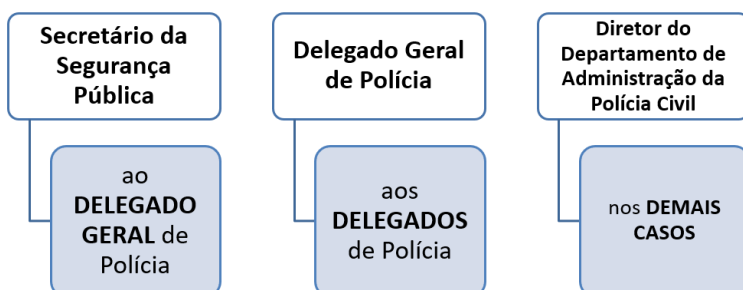 Secretário da
Segurança
Pública
ao
DELEGADO
GERAL de
Polícia
Delegado Geral
de Polícia
aos
DELEGADOS
de Polícia
Diretor do
Departamento de
Administração da
Polícia Civil
nos DEMAIS
CASOS